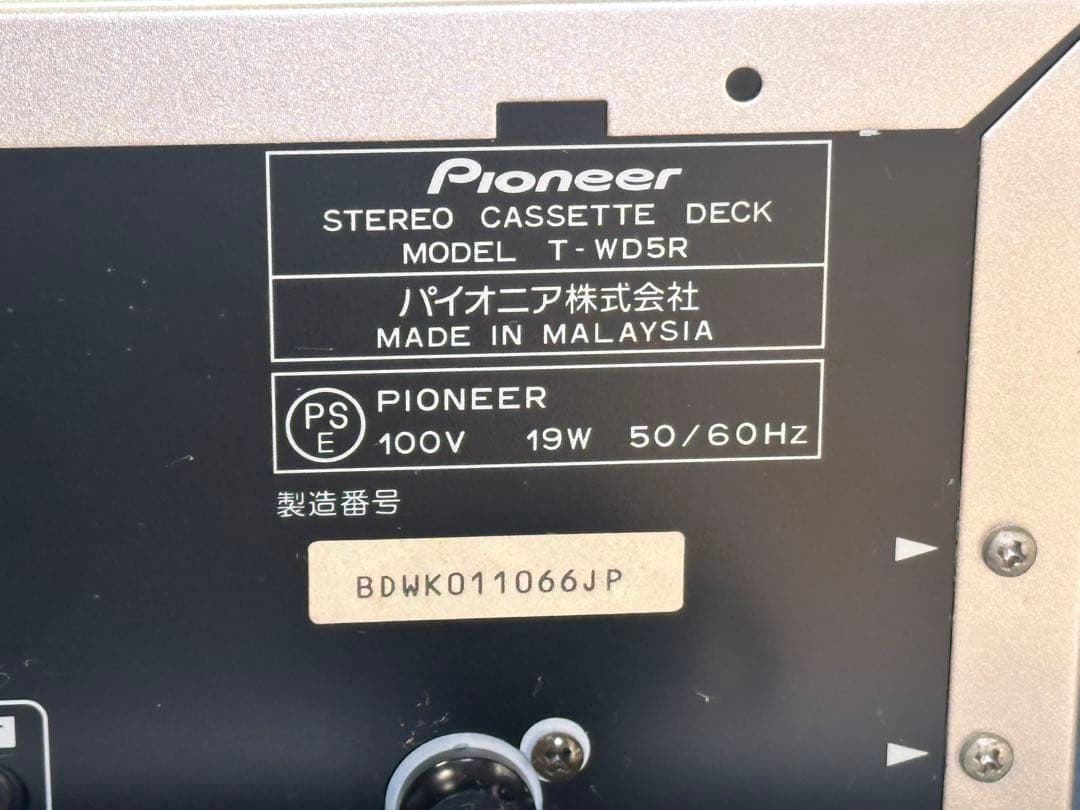 Pioneer
STEREO CASSETTE DECK
MODEL T-WD5R
パイオニア株式会社
MADE IN MALAYSIA
PS
E
PIONEER
100V 19W 50/60Hz
製造番号
BDWK011066JP